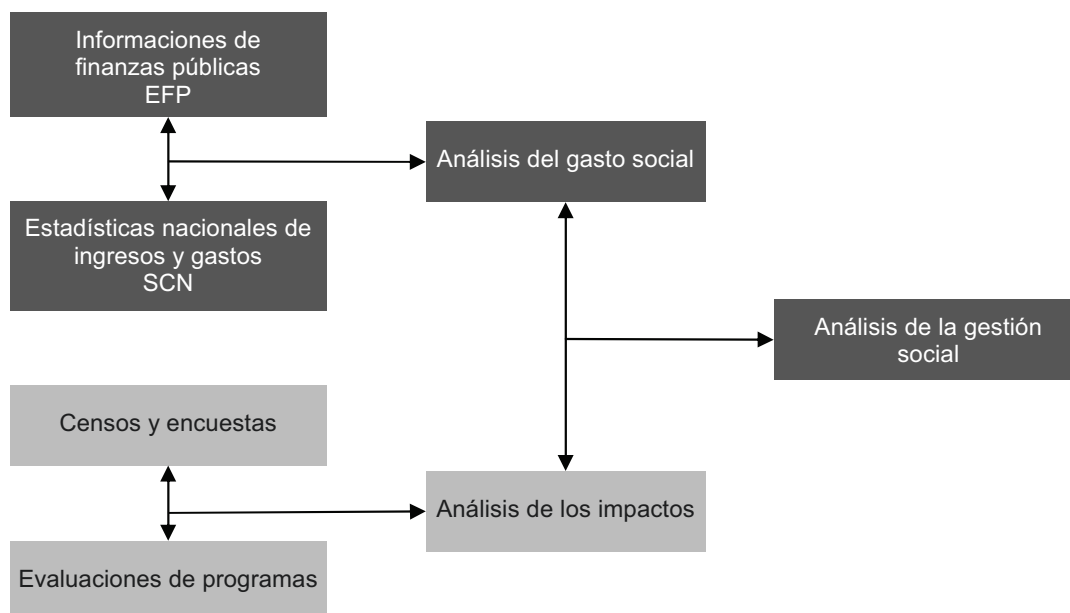 Informaciones de
finanzas públicas
EFP
Análisis del gasto social
Estadísticas nacionales de
ingresos y gastos
SCN
Análisis de la gestión
social
Censos y encuestas
Análisis de los impactos
Evaluaciones de programas